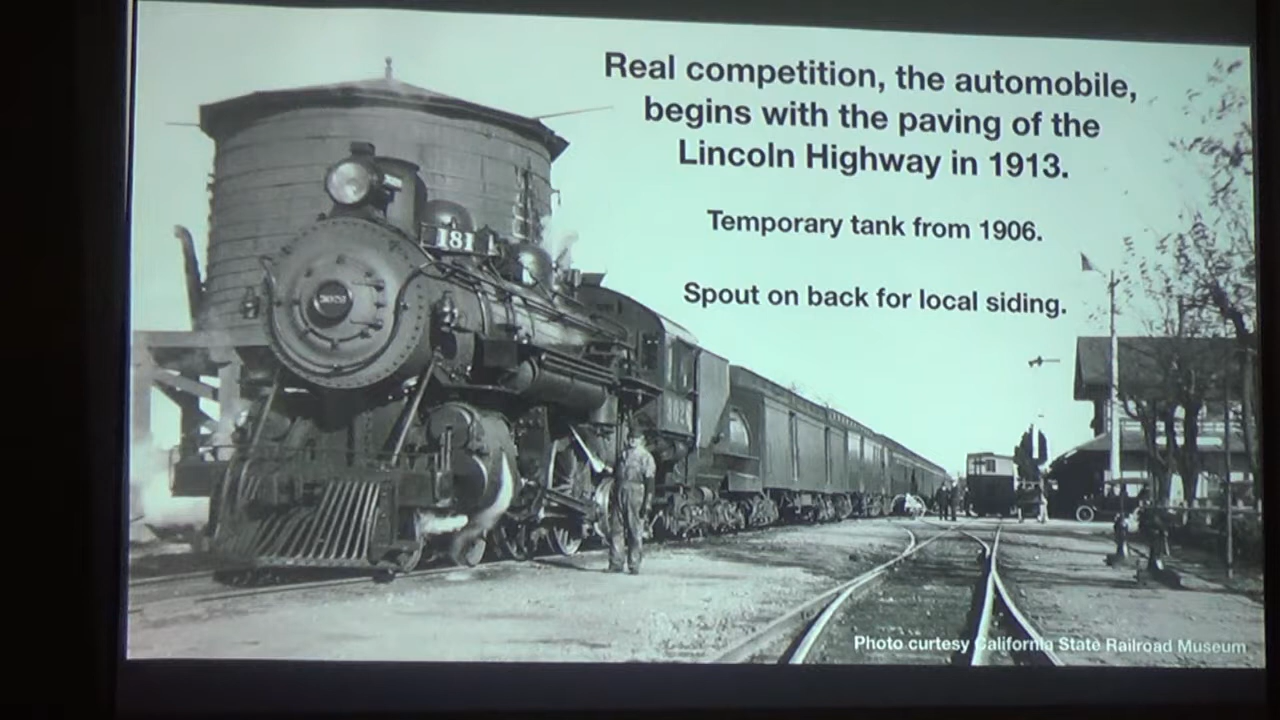 Real competition, the automobile,
begins with the paving of the
Lincoln Highway in 1913.
Temporary tank from 1906.
Spout on back for local siding.
181
Photo curtesy California State Railroad Museum